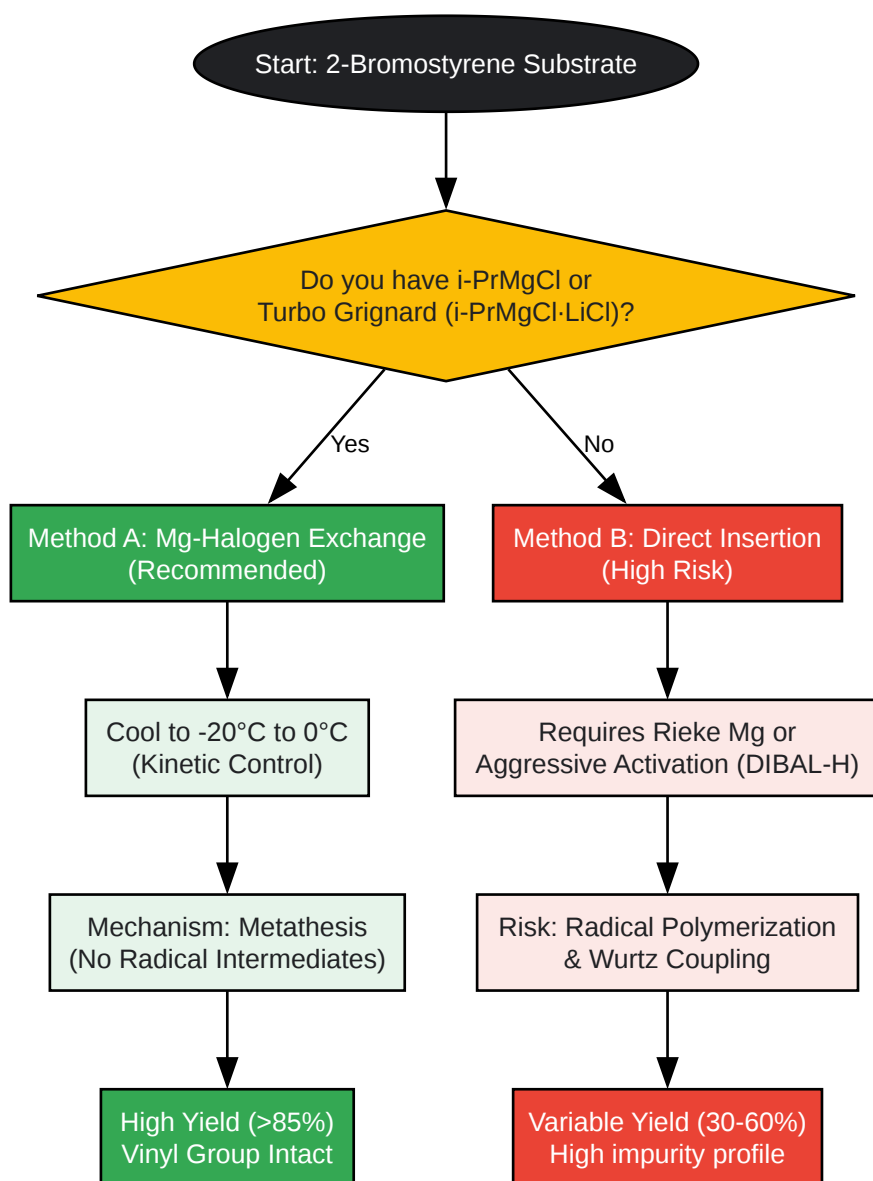 Start: 2-Bromostyrene Substrate
Do you have i-PrMgCl or
Turbo Grignard (i-PrMgCl·LiCl)?
Yes
No
Method A: Mg-Halogen Exchange
(Recommended)
Method B: Direct Insertion
(High Risk)
Cool to -20°C to 0°C
(Kinetic Control)
Requires Rieke Mg or
Aggressive Activation (DIBAL-H)
Mechanism: Metathesis
(No Radical Intermediates)
Risk: Radical Polymerization
& Wurtz Coupling
High Yield (>85%)
Vinyl Group Intact
Variable Yield (30-60%)
High impurity profile